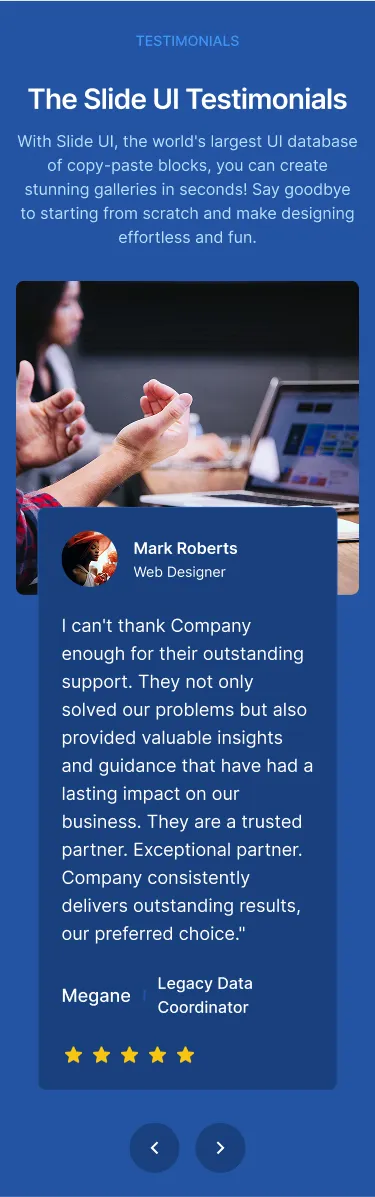 TESTIMONIALS
The Slide UI Testimonials
With Slide UI, the world's largest UI database
of copy-paste blocks, you can create
stunning galleries in seconds! Say goodbye
to starting from scratch and make designing
effortless and fun.
Mark Roberts
Web Designer
I can't thank Company
enough for their outstanding
support. They not only
solved our problems but also
provided valuable insights
and guidance that have had a
lasting impact on our
business. They are a trusted
partner. Exceptional partner.
Company consistently
delivers outstanding results,
our preferred choice."
Megane
Legacy Data
Coordinator